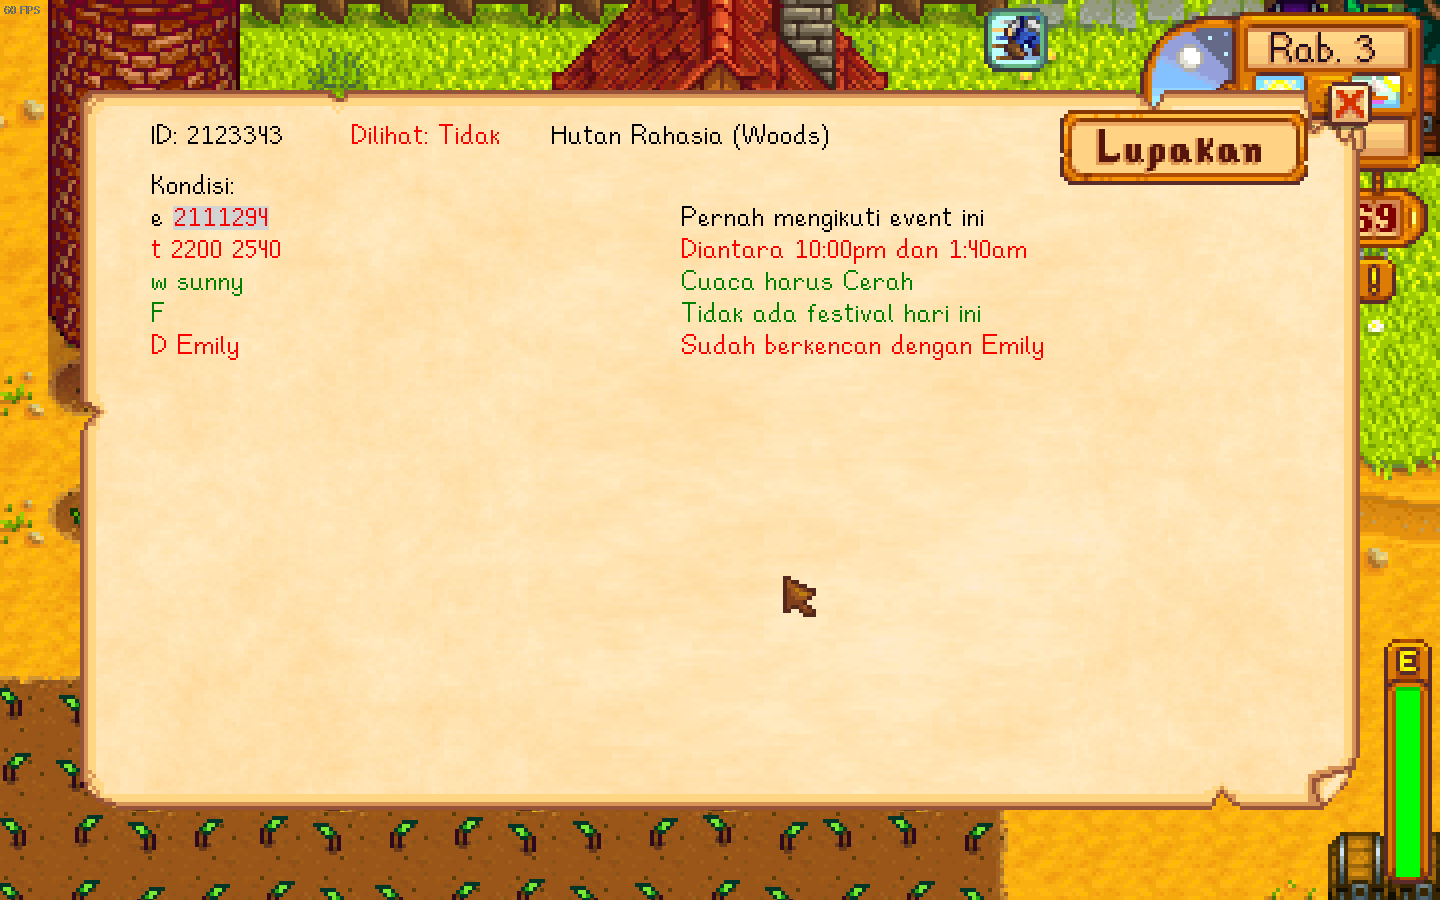 60 FPS
Rab. 3
ID: 2123343 Dilihat: Tidak Hutan Rahasia (Woods)
Lupakan
Kondisi:
e 2111294 Pernah mengikuti event ini
t 2200 2540 Diantara 10:00pm dan 1:40am
w sunny Cuaca harus Cerah
F Tidak ada festival hari ini
D Emily Sudah berkencan dengan Emily
69
!
E